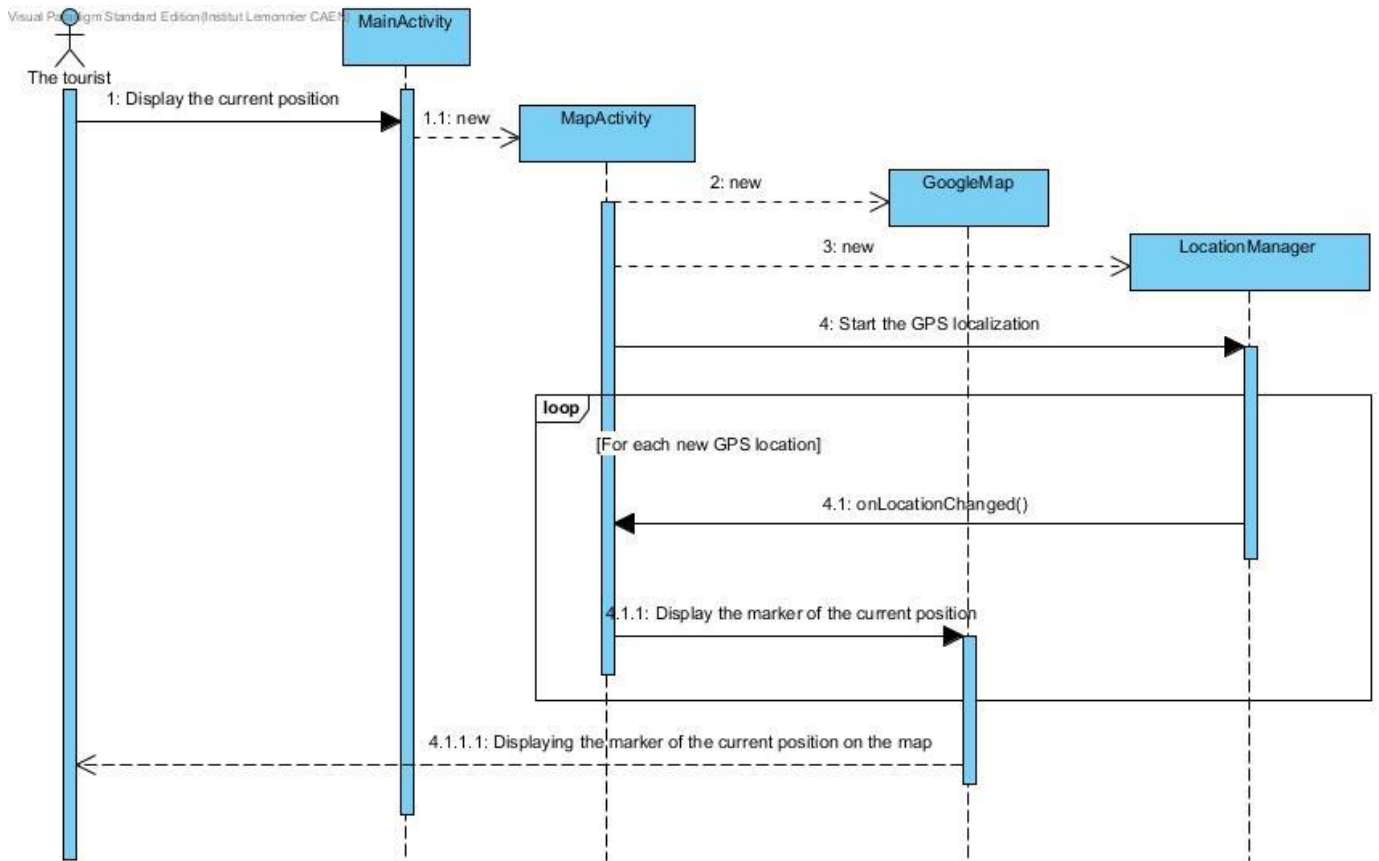 Visual Paradigm Standard Edition(Institut Lemonnier CAEN)
MainActivity
The tourist
1: Display the current position
1.1: new
MapActivity
2: new
GoogleMap
3: new
LocationManager
4: Start the GPS localization
loop
[For each new GPS location]
4.1: onLocationChanged()
4.1.1: Display the marker of the current position
4.1.1.1: Displaying the marker of the current position on the map